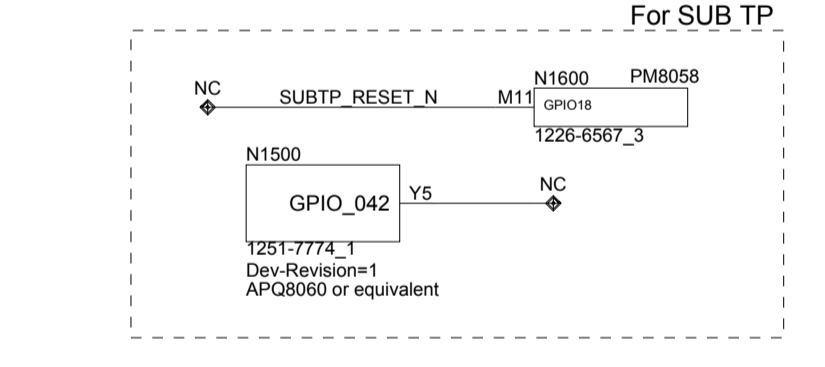 For SUB TP
N1600 PM8058
NC
SUBTP_RESET_N M11 GPIO18
1226-6567_3
N1500
NC
GPIO_042 Y5
1251-7774_1
Dev-Revision=1
APQ8060 or equivalent